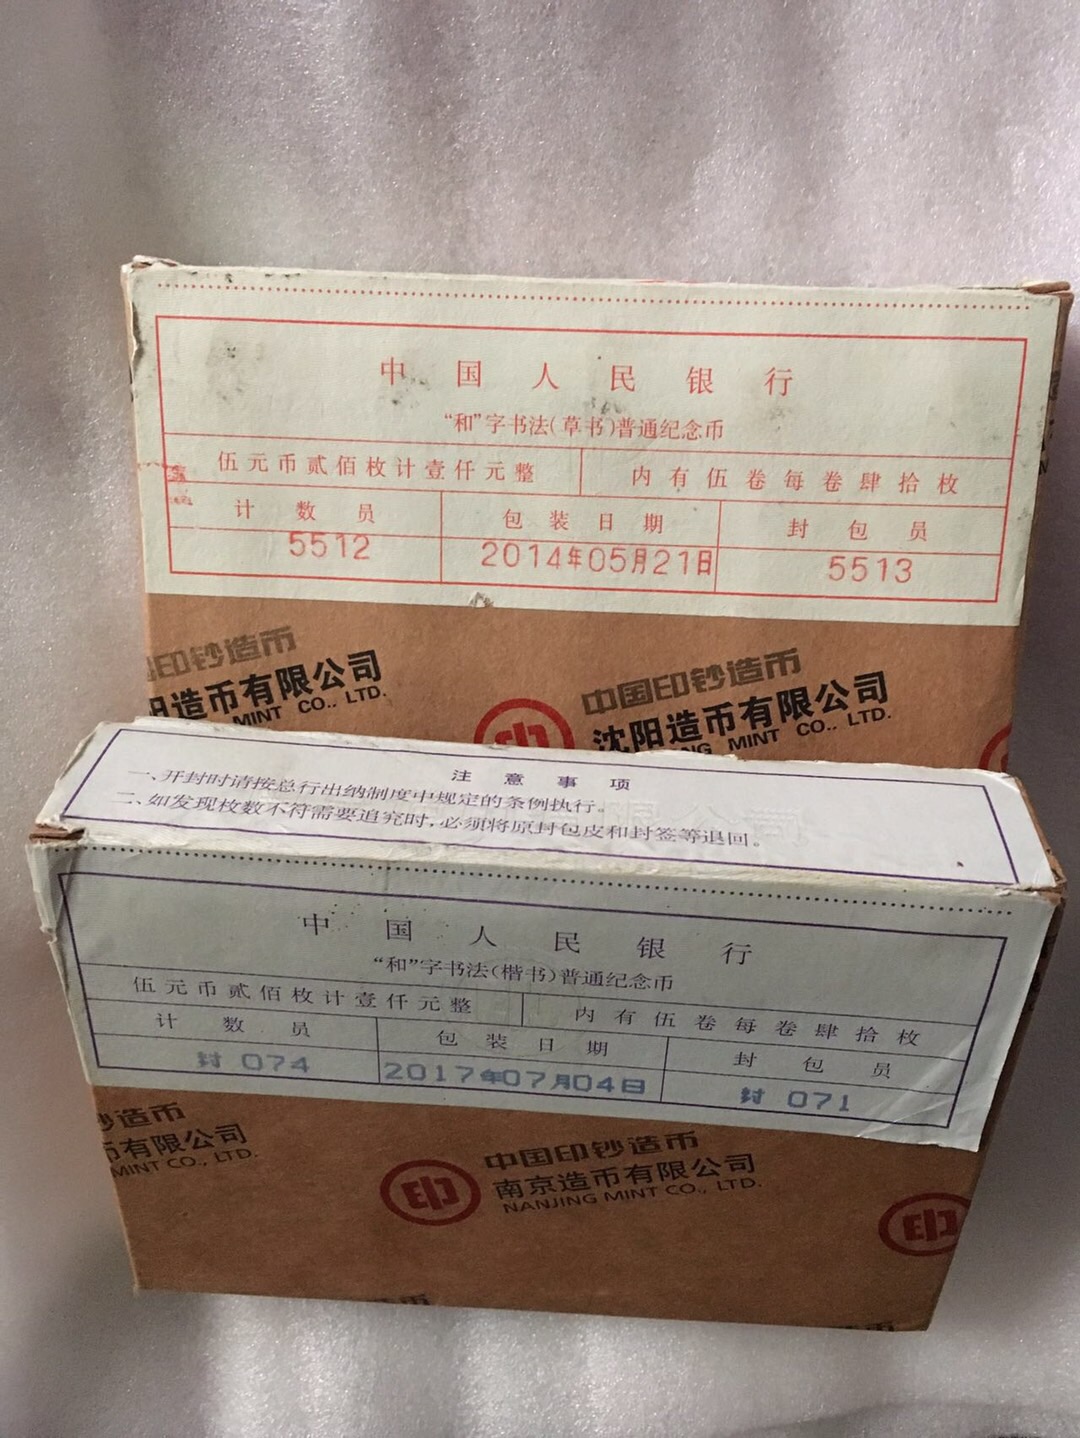 中国人民银行
“和”字书法(草书)普通纪念币
伍元币贰佰枚计壹仟元整 内有伍卷每卷肆拾枚
计数员 包装日期 封包员
5512 2014年05月21日 5513
印钞造币
造币有限公司
MINT CO., LTD.
中国印钞造币
沈阳造币有限公司
MINT CO., LTD.
注意事项
一、开封时请按总行出纳制度中规定的条例执行。
二、如发现枚数不符需要追究时,必须将原封包皮和封签等退回。
中国人民银行
“和”字书法(楷书)普通纪念币
伍元币贰佰枚计壹仟元整 内有伍卷每卷肆拾枚
计数员 包装日期 封包员
封 074 2017年07月04日 封 071
钞造币
币有限公司
MINT CO., LTD.
中国印钞造币
南京造币有限公司
NANJING MINT CO., LTD.